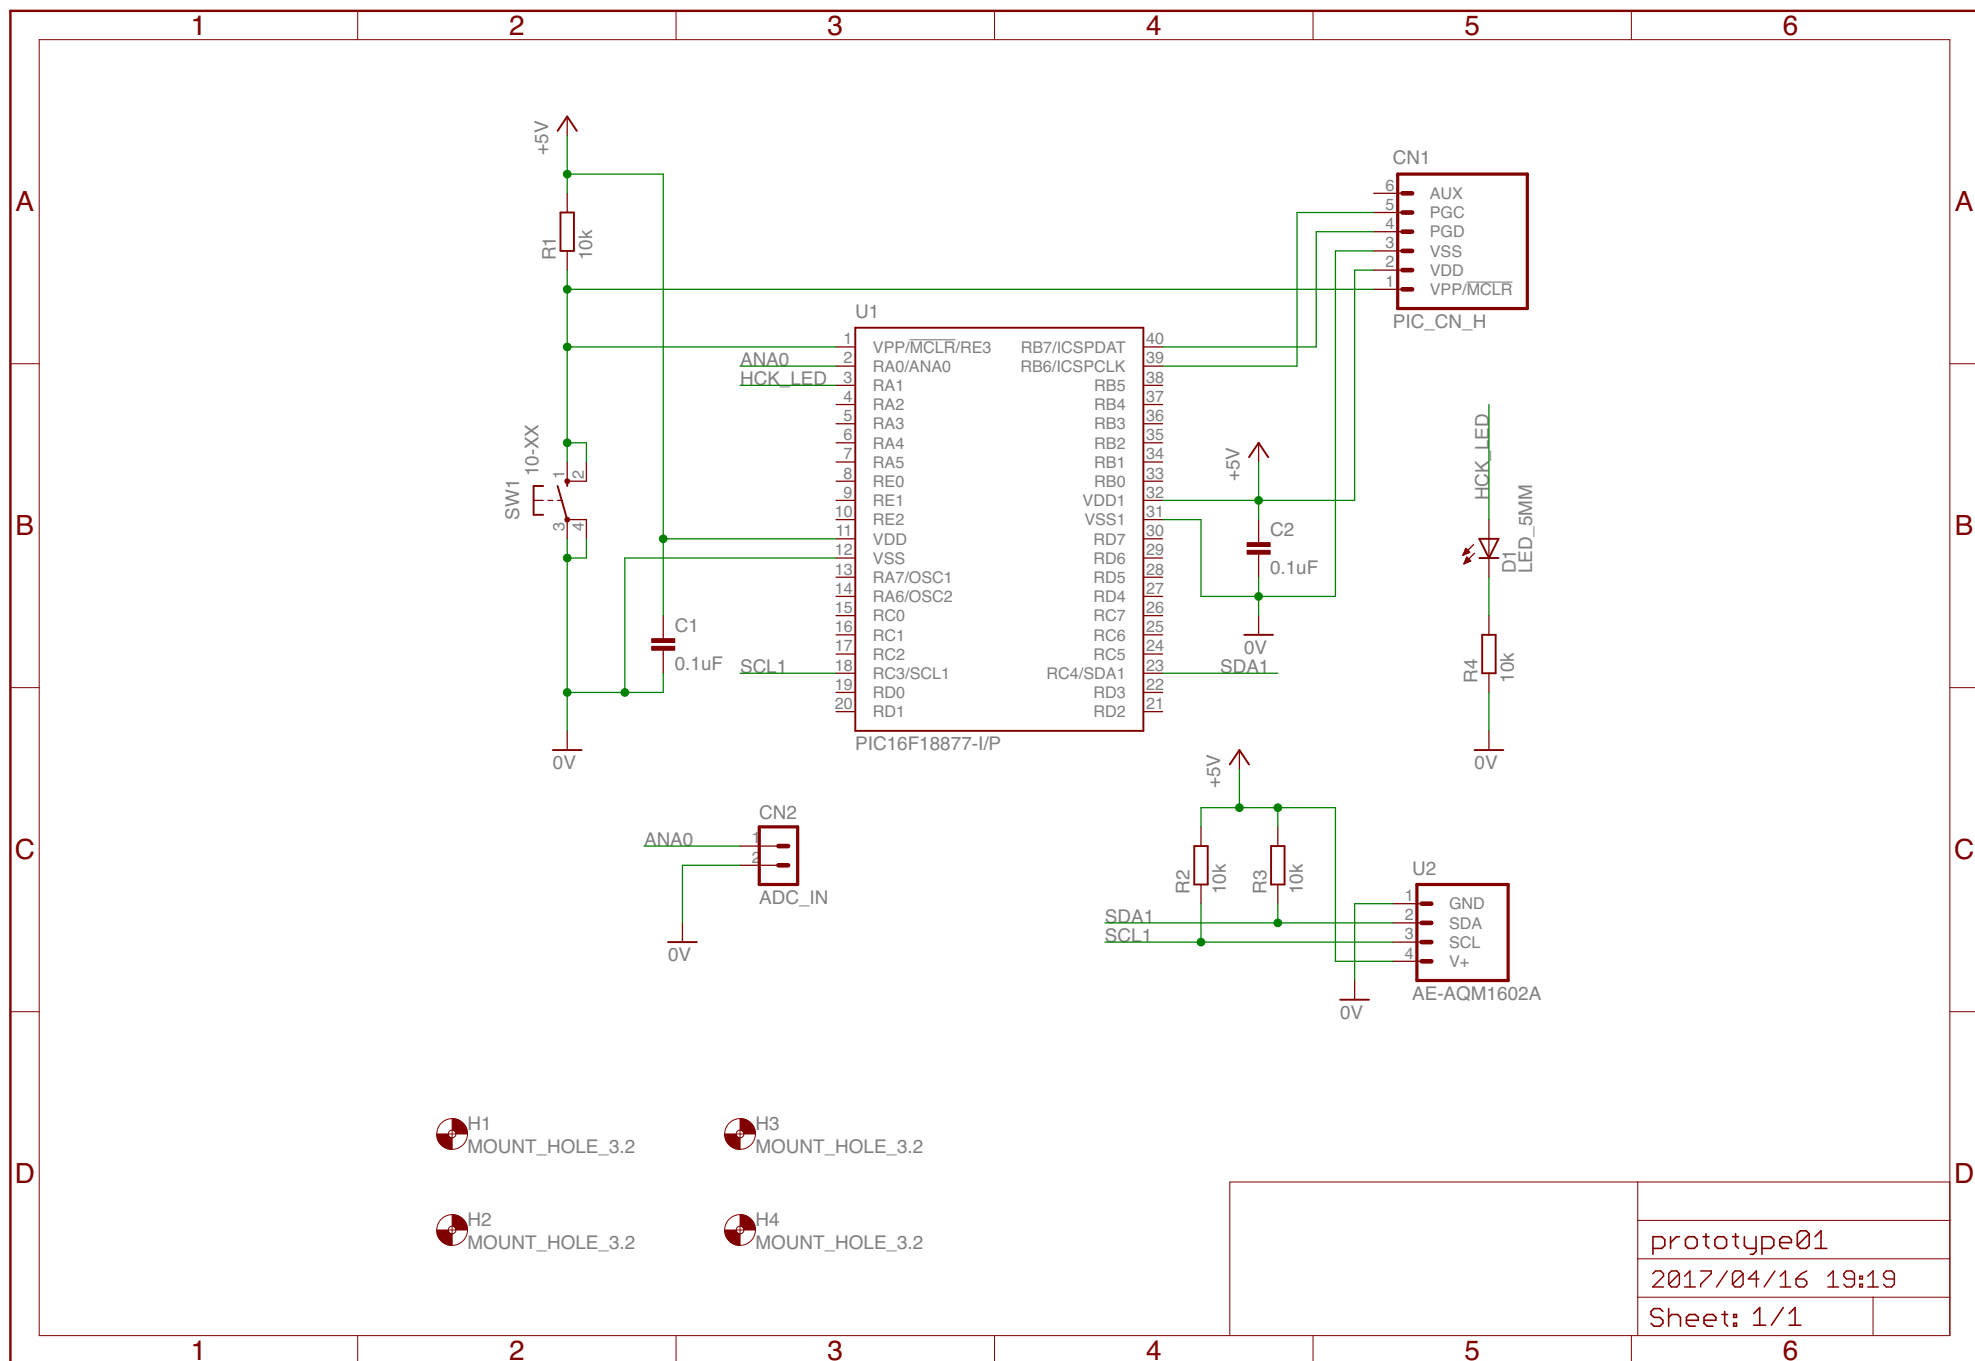 1 2 3 4 5 6
A A
B B
C C
D D
1 2 3 4 5 6
+5V
R1
10k
SW1
10-XX
1
2
3
4
C1
0.1uF
0V
U1
1 VPP/MCLR/RE3
ANA0 2 RA0/ANA0
HCK_LED 3 RA1
4 RA2
5 RA3
6 RA4
7 RA5
8 RE0
9 RE1
10 RE2
11 VDD
12 VSS
13 RA7/OSC1
14 RA6/OSC2
15 RC0
16 RC1
17 RC2
SCL1 18 RC3/SCL1
19 RD0
20 RD1
RB7/ICSPDAT 40
RB6/ICSPCLK 39
RB5 38
RB4 37
RB3 36
RB2 35
RB1 34
RB0 33
VDD1 32
VSS1 31
RD7 30
RD6 29
RD5 28
RD4 27
RC7 26
RC6 25
RC5 24
RC4/SDA1 23 SDA1
RD3 22
RD2 21
PIC16F18877-I/P
CN1
6 AUX
5 PGC
4 PGD
3 VSS
2 VDD
1 VPP/MCLR
PIC_CN_H
+5V
C2
0.1uF
0V
HCK_LED
D1
LED_5MM
R4
10k
0V
CN2
ANA0 1
2
ADC_IN
0V
+5V
R2
10k
R3
10k
SDA1
SCL1
U2
1 GND
2 SDA
3 SCL
4 V+
AE-AQM1602A
0V
H1
MOUNT_HOLE_3.2
H3
MOUNT_HOLE_3.2
H2
MOUNT_HOLE_3.2
H4
MOUNT_HOLE_3.2
prototype01
2017/04/16 19:19
Sheet: 1/1